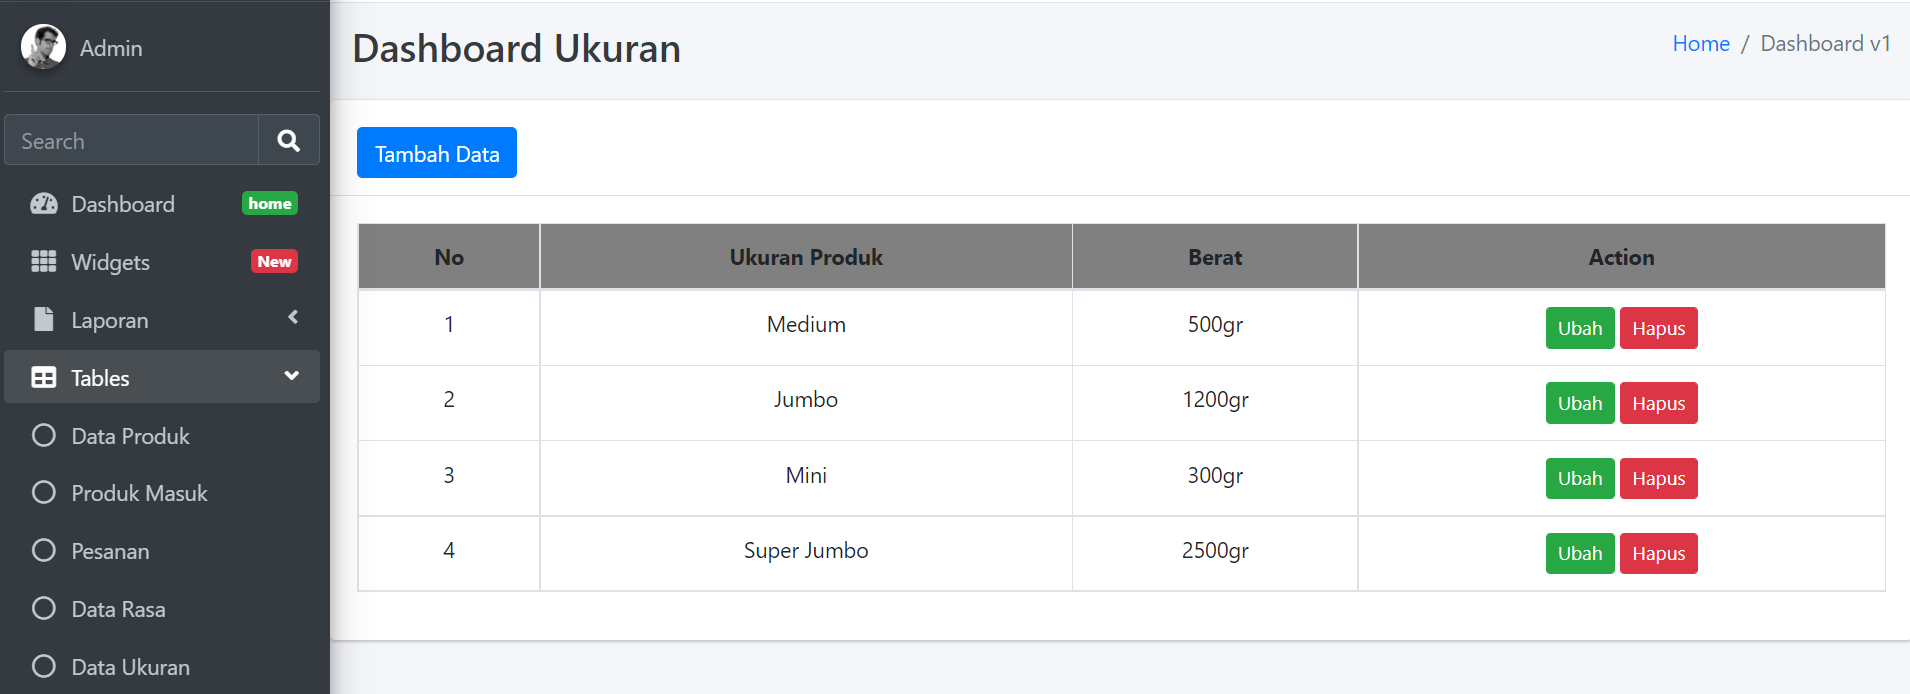 Admin
Search
Dashboard home
Widgets New
Laporan
Tables
Data Produk
Produk Masuk
Pesanan
Data Rasa
Data Ukuran
Dashboard Ukuran
Home / Dashboard v1
Tambah Data
No Ukuran Produk Berat Action
1 Medium 500gr Ubah Hapus
2 Jumbo 1200gr Ubah Hapus
3 Mini 300gr Ubah Hapus
4 Super Jumbo 2500gr Ubah Hapus